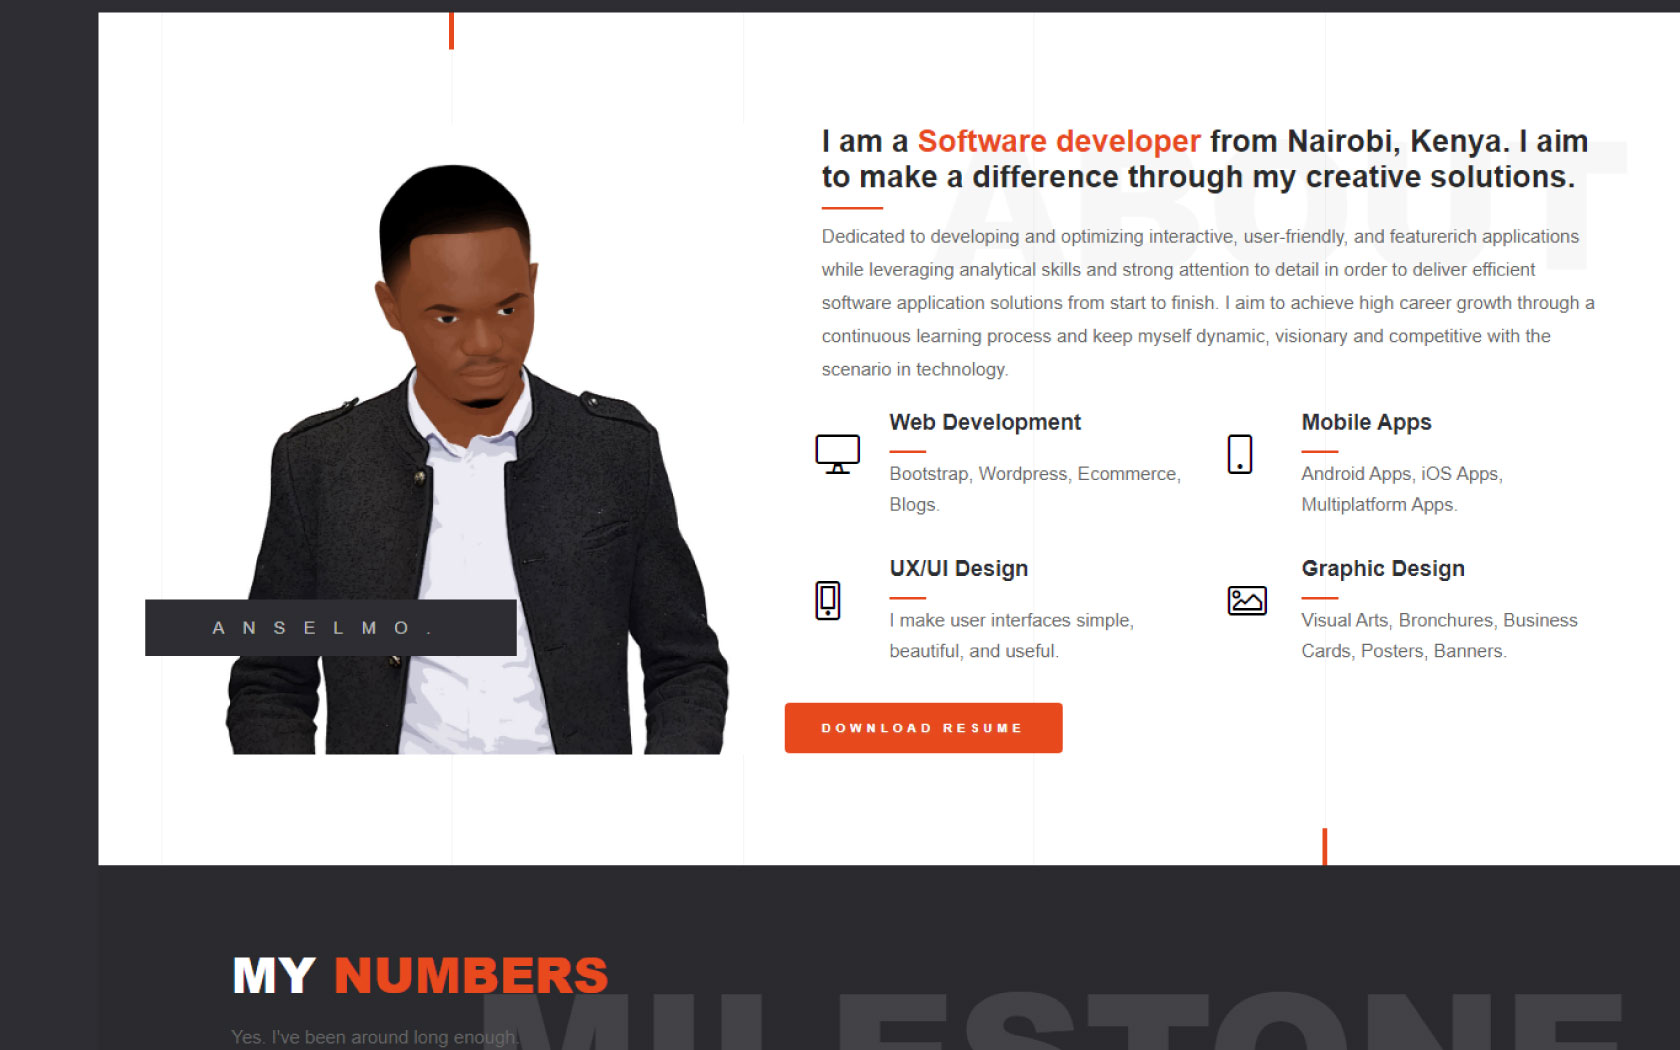 ABOUT
I am a Software developer from Nairobi, Kenya. I aim
to make a difference through my creative solutions.
Dedicated to developing and optimizing interactive, user-friendly, and featurerich applications
while leveraging analytical skills and strong attention to detail in order to deliver efficient
software application solutions from start to finish. I aim to achieve high career growth through a
continuous learning process and keep myself dynamic, visionary and competitive with the
scenario in technology.
Web Development
Bootstrap, Wordpress, Ecommerce,
Blogs.
Mobile Apps
Android Apps, iOS Apps,
Multiplatform Apps.
UX/UI Design
I make user interfaces simple,
beautiful, and useful.
Graphic Design
Visual Arts, Bronchures, Business
Cards, Posters, Banners.
ANSELMO.
DOWNLOAD RESUME
MY NUMBERS
MILESTONE
Yes. I've been around long enough.